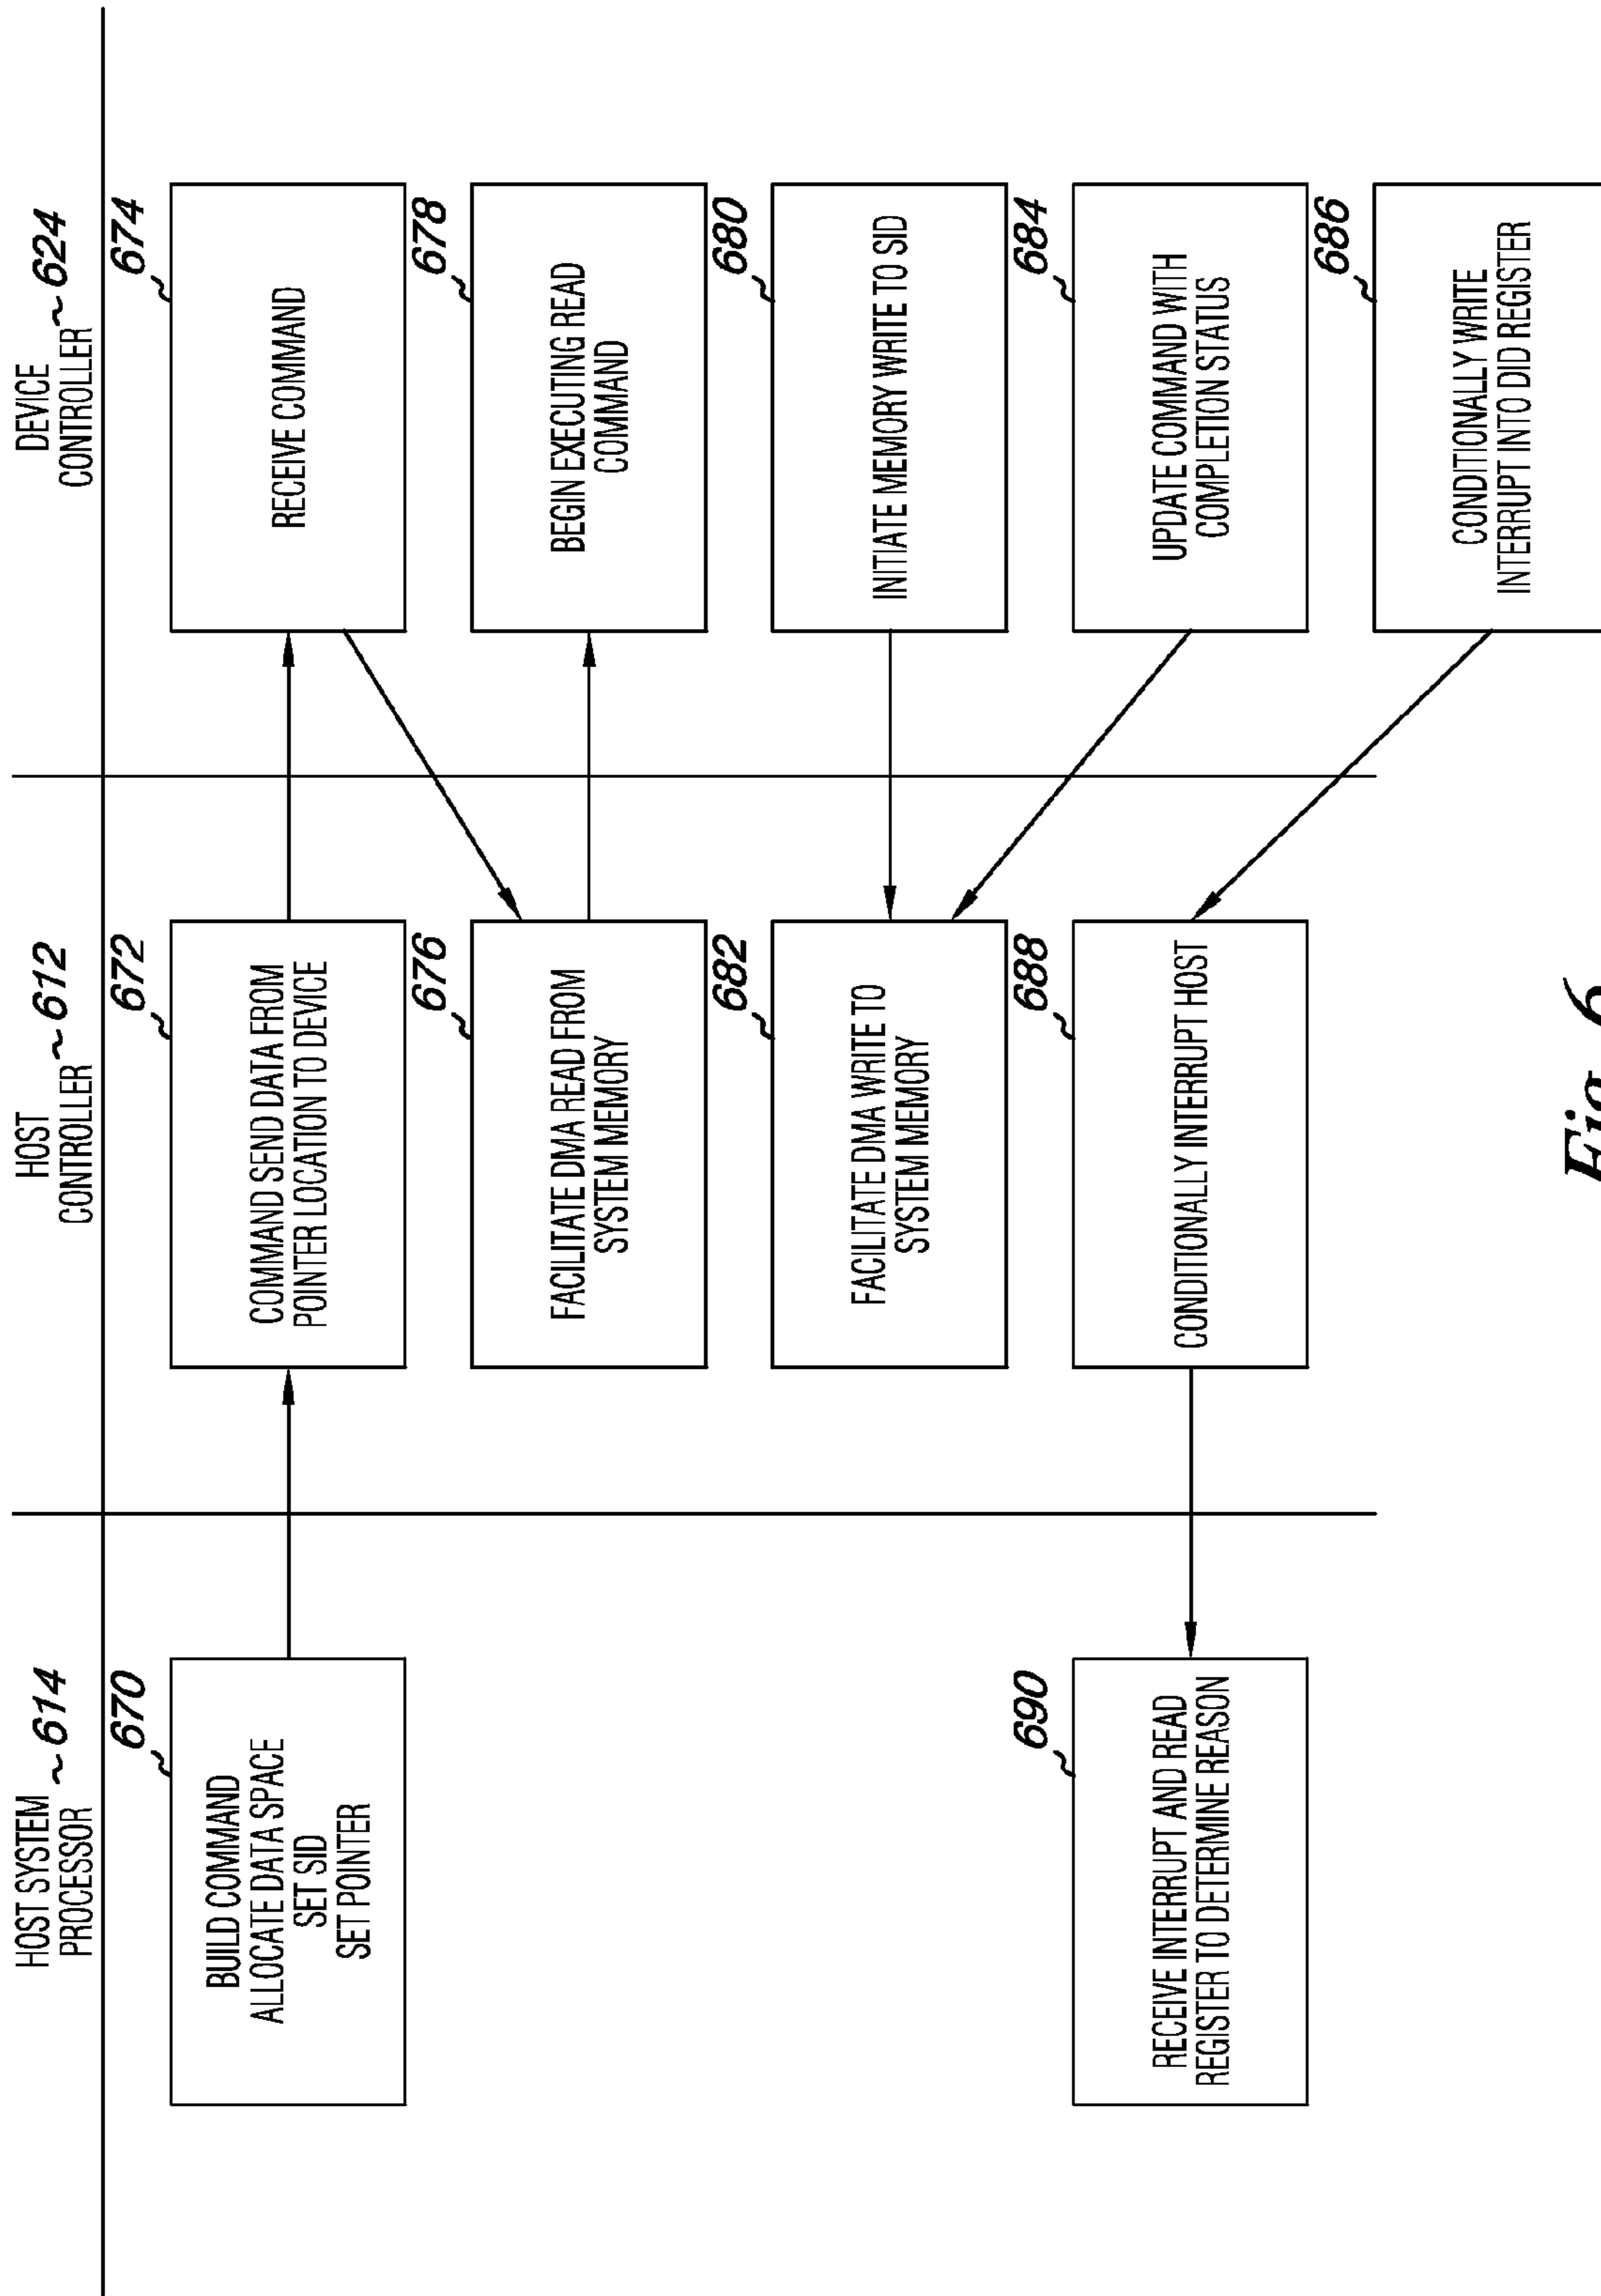 HOST SYSTEM
PROCESSOR ~614
HOST
CONTROLLER ~612
DEVICE
CONTROLLER ~624
670
BUILD COMMAND
ALLOCATE DATA SPACE
SET SID
SET POINTER
672
COMMAND SEND DATA FROM
POINTER LOCATION TO DEVICE
674
RECEIVE COMMAND
676
FACILITATE DMA READ FROM
SYSTEM MEMORY
678
BEGIN EXECUTING READ
COMMAND
682
FACILITATE DMA WRITE TO
SYSTEM MEMORY
680
INITIATE MEMORY WRITE TO SID
690
RECEIVE INTERRUPT AND READ
REGISTER TO DETERMINE REASON
688
CONDITIONALLY INTERRUPT HOST
684
UPDATE COMMAND WITH
COMPLETION STATUS
686
CONDITIONALLY WRITE
INTERRUPT INTO DID REGISTER
Fig. 6